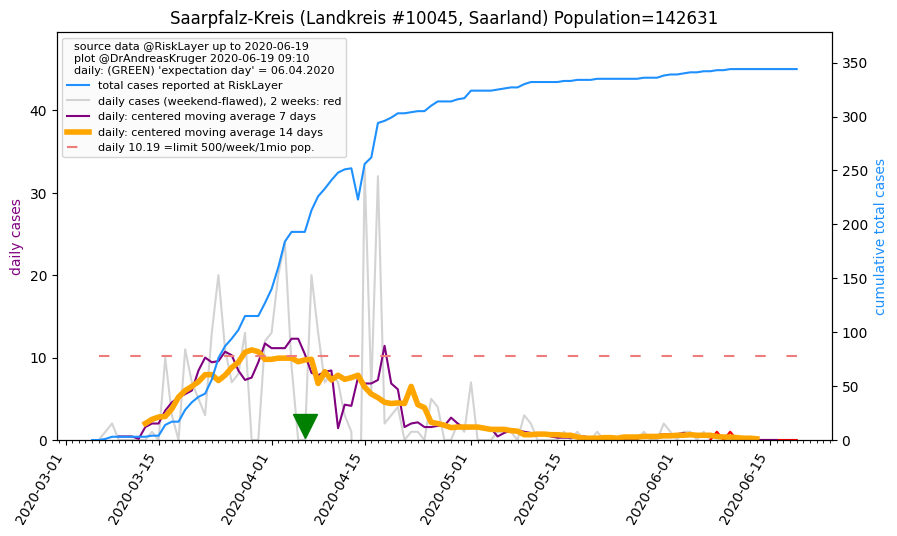 Saarpfalz-Kreis (Landkreis #10045, Saarland) Population=142631
source data @RiskLayer up to 2020-06-19
plot @DrAndreasKruger 2020-06-19 09:10
daily: (GREEN) 'expectation day' = 06.04.2020
total cases reported at RiskLayer
daily cases (weekend-flawed), 2 weeks: red
daily: centered moving average 7 days
daily: centered moving average 14 days
daily 10.19 =limit 500/week/1mio pop.
daily cases
40
30
20
10
0
cumulative total cases
350
300
250
200
150
100
50
0
2020-03-01
2020-03-15
2020-04-01
2020-04-15
2020-05-01
2020-05-15
2020-06-01
2020-06-15